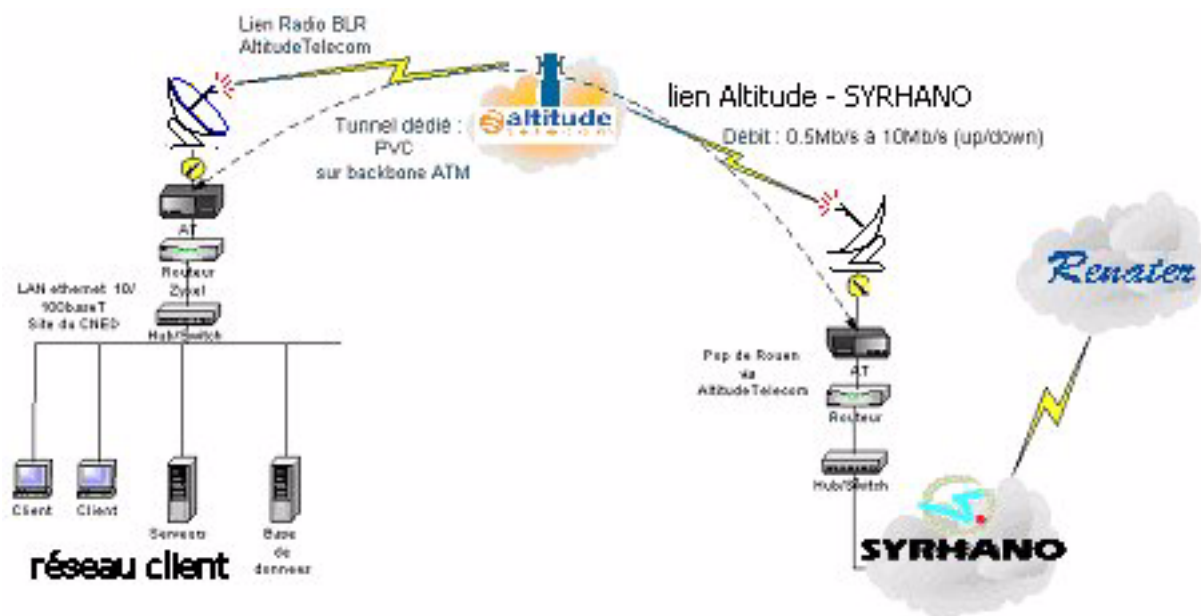 Lien Radio BLR
AltitudeTelecom
altitude
telecom
Tunnel dédié :
PVC
sur backbone ATM
lien Altitude - SYRHANO
Débit : 0.5Mb/s à 10Mb/s (up/down)
AT
Routeur
Zyxel
Hub/Switch
LAN ethernet 10/
100baseT
Site du CNED
Client
Client
Serveurs
Base
de
donnees
réseau client
Renater
Pop de Rouen
via
AltitudeTelecom
AT
Routeur
Hub/Switch
SYRHANO